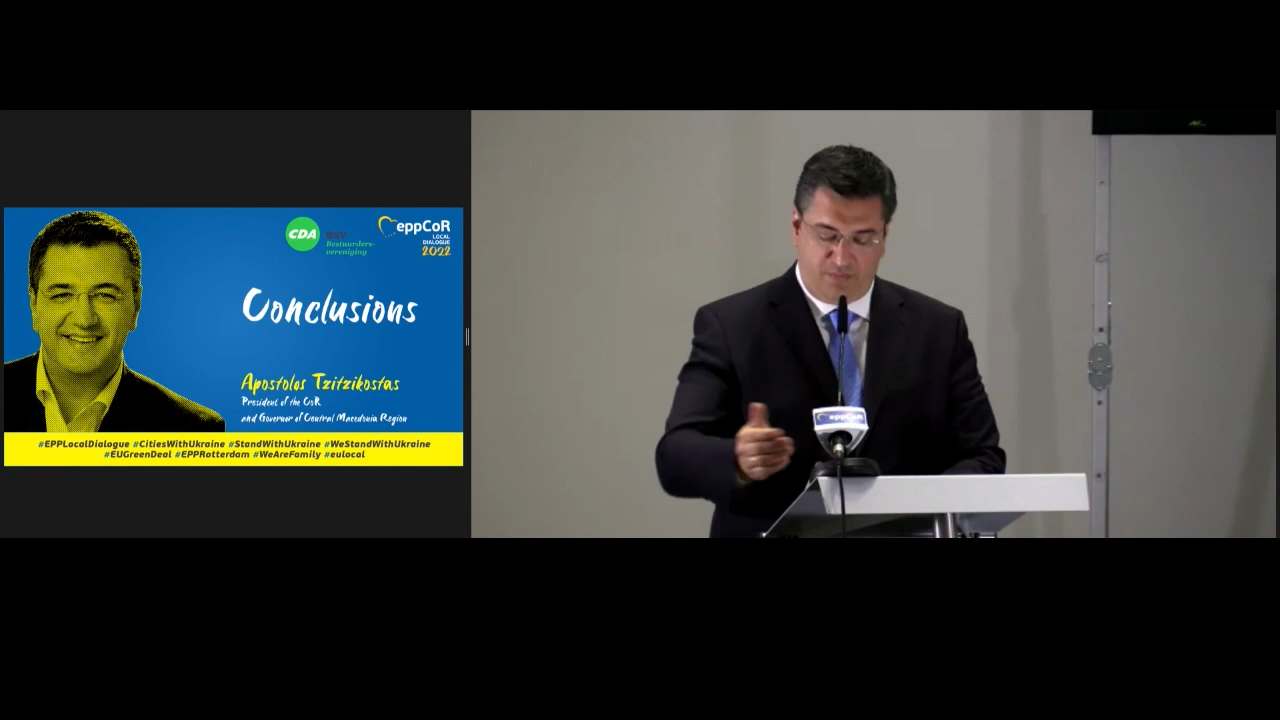 CDA
BSV
Bestuurders-
vereniging
eppCoR
LOCAL
DIALOGUE
2022
Conclusions
Apostolos Tzitzikostas
President of the CoR
and Governor of Central Macedonia Region
#EPPLocalDialogue #CitiesWithUkraine #StandWithUkraine #WeStandWithUkraine
#EUGreenDeal #EPPRotterdam #WeAreFamily #eulocal
eppCoR